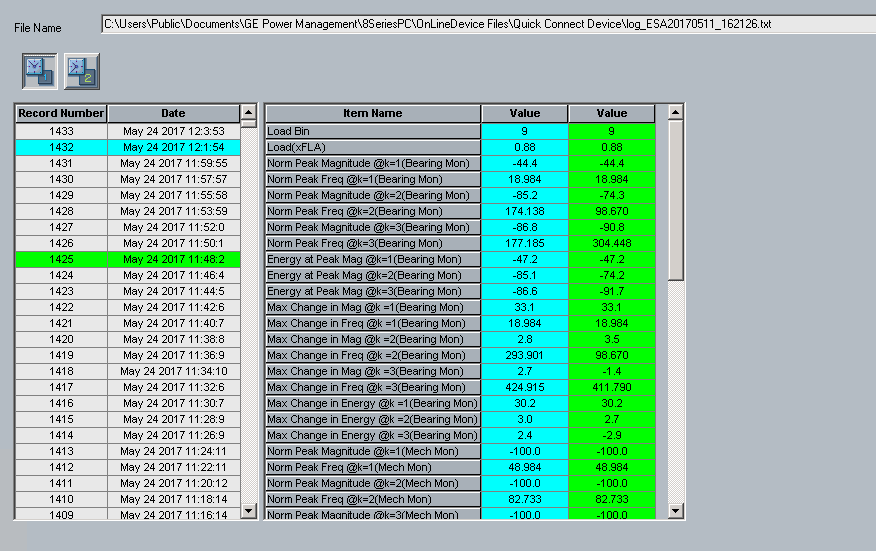 File Name C:\Users\Public\Documents\GE Power Management\8SeriesPC\OnLineDevice Files\Quick Connect Device\log_ESA20170511_162126.txt
1 2
Record Number Date
1433 May 24 2017 12:3:53
1432 May 24 2017 12:1:54
1431 May 24 2017 11:59:55
1430 May 24 2017 11:57:57
1429 May 24 2017 11:55:58
1428 May 24 2017 11:53:59
1427 May 24 2017 11:52:0
1426 May 24 2017 11:50:1
1425 May 24 2017 11:48:2
1424 May 24 2017 11:46:4
1423 May 24 2017 11:44:5
1422 May 24 2017 11:42:6
1421 May 24 2017 11:40:7
1420 May 24 2017 11:38:8
1419 May 24 2017 11:36:9
1418 May 24 2017 11:34:10
1417 May 24 2017 11:32:6
1416 May 24 2017 11:30:7
1415 May 24 2017 11:28:9
1414 May 24 2017 11:26:9
1413 May 24 2017 11:24:11
1412 May 24 2017 11:22:11
1411 May 24 2017 11:20:12
1410 May 24 2017 11:18:14
1409 May 24 2017 11:16:14
Item Name Value Value
Load Bin 9 9
Load(xFLA) 0.88 0.88
Norm Peak Magnitude @k=1(Bearing Mon) -44.4 -44.4
Norm Peak Freq @k=1(Bearing Mon) 18.984 18.984
Norm Peak Magnitude @k=2(Bearing Mon) -85.2 -74.3
Norm Peak Freq @k=2(Bearing Mon) 174.138 98.670
Norm Peak Magnitude @k=3(Bearing Mon) -86.8 -90.8
Norm Peak Freq @k=3(Bearing Mon) 177.185 304.448
Energy at Peak Mag @k=1(Bearing Mon) -47.2 -47.2
Energy at Peak Mag @k=2(Bearing Mon) -85.1 -74.2
Energy at Peak Mag @k=3(Bearing Mon) -86.6 -91.7
Max Change in Mag @k =1(Bearing Mon) 33.1 33.1
Max Change in Freq @k =1(Bearing Mon) 18.984 18.984
Max Change in Mag @k =2(Bearing Mon) 2.8 3.5
Max Change in Freq @k =2(Bearing Mon) 293.901 98.670
Max Change in Mag @k =3(Bearing Mon) 2.7 -1.4
Max Change in Freq @k =3(Bearing Mon) 424.915 411.790
Max Change in Energy @k =1(Bearing Mon) 30.2 30.2
Max Change in Energy @k =2(Bearing Mon) 3.0 2.7
Max Change in Energy @k =3(Bearing Mon) 2.4 -2.9
Norm Peak Magnitude @k=1(Mech Mon) -100.0 -100.0
Norm Peak Freq @k=1(Mech Mon) 48.984 48.984
Norm Peak Magnitude @k=2(Mech Mon) -100.0 -100.0
Norm Peak Freq @k=2(Mech Mon) 82.733 82.733
Norm Peak Magnitude @k=3(Mech Mon) -100.0 -100.0